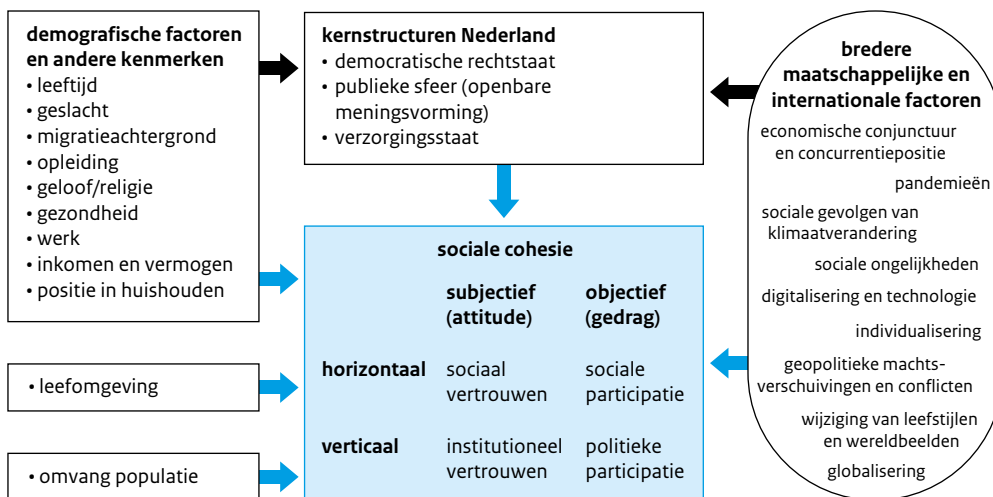 demografische factoren
en andere kenmerken
• leeftijd
• geslacht
• migratieachtergrond
• opleiding
• geloof/religie
• gezondheid
• werk
• inkomen en vermogen
• positie in huishouden
• leefomgeving
• omvang populatie
kernstructuren Nederland
• democratische rechtstaat
• publieke sfeer (openbare
meningsvorming)
• verzorgingsstaat
sociale cohesie
subjectief objectief
(attitude) (gedrag)
horizontaal sociaal sociale
vertrouwen participatie
verticaal institutioneel politieke
vertrouwen participatie
bredere
maatschappelijke en
internationale factoren
economische conjunctuur
en concurrentiepositie
pandemieën
sociale gevolgen van
klimaatverandering
sociale ongelijkheden
digitalisering en technologie
individualisering
geopolitieke machts-
verschuivingen en conflicten
wijziging van leefstijlen
en wereldbeelden
globalisering